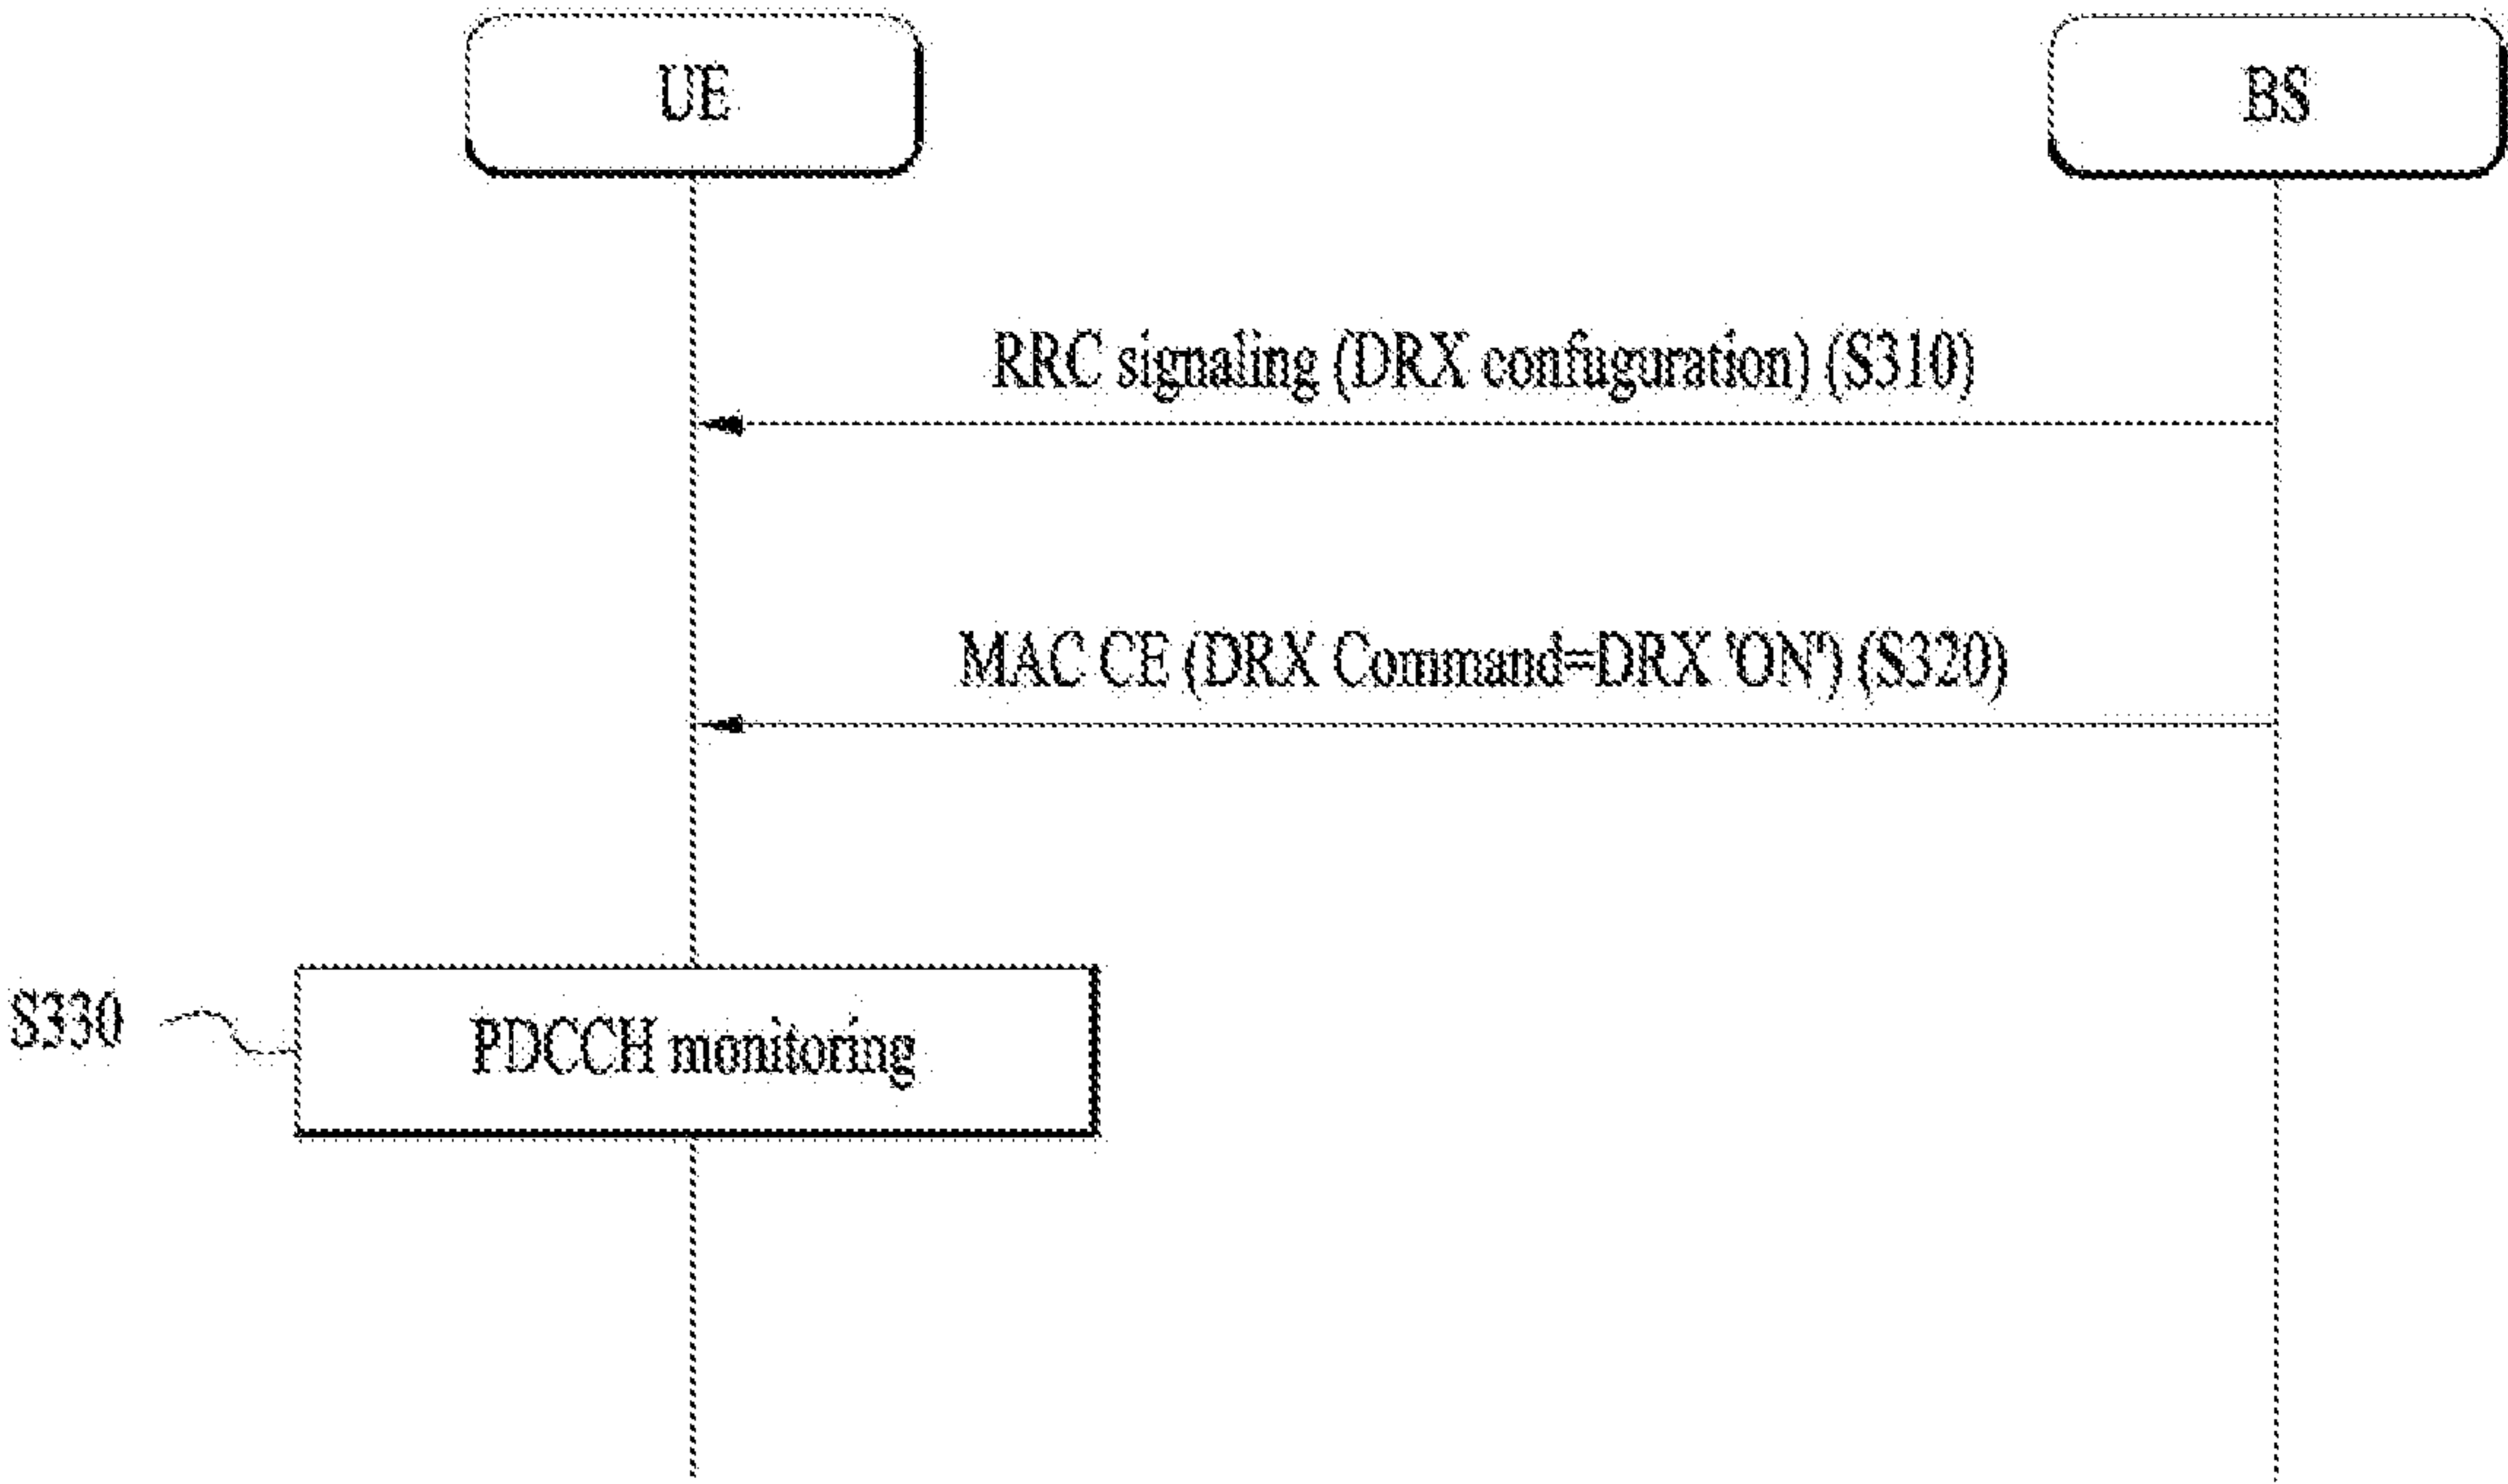 UE
BS
RRC signaling (DRX confuguration) (S310)
MAC CE (DRX Command=DRX 'ON') (S320)
S330
PDCCH monitoring